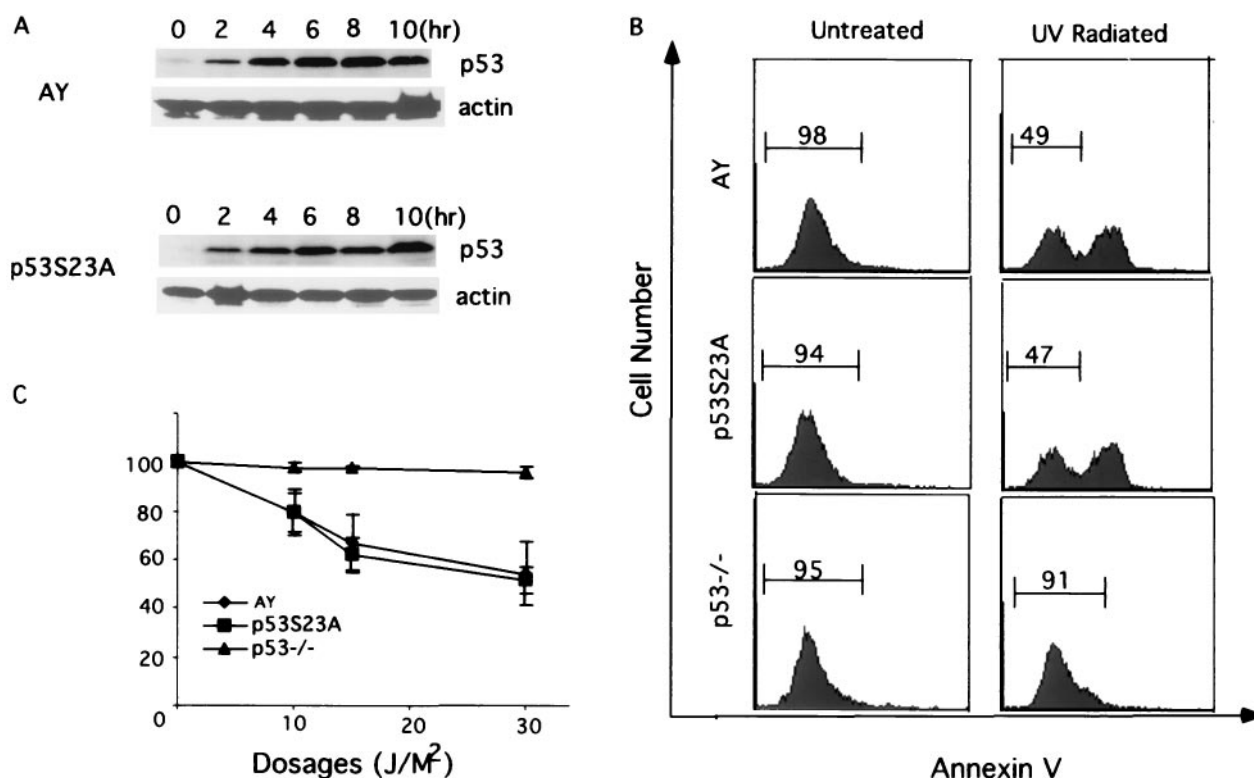 A
0 2 4 6 8 10(hr)
AY
p53
actin
0 2 4 6 8 10(hr)
p53S23A
p53
actin
B
Untreated
UV Radiated
Cell Number
AY
98
49
p53S23A
94
47
p53-/-
95
91
Annexin V
C
100
80
60
40
20
0
AY
p53S23A
p53-/-
10 20 30
Dosages (J/M²)